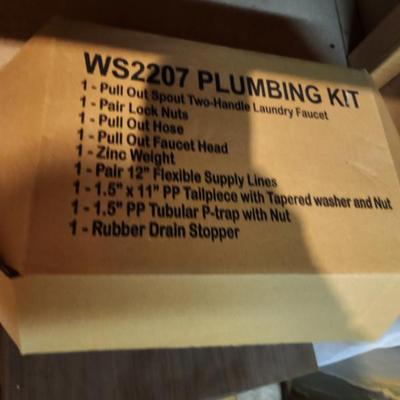 WS2207 PLUMBING KIT
1 - Pull Out Spout Two-Handle Laundry Faucet
1 - Pair Lock Nuts
1 - Pull Out Hose
1 - Pull Out Faucet Head
1 - Zinc Weight
1 - Pair 12" Flexible Supply Lines
1 - 1.5" x 11" PP Tailpiece with Tapered washer and Nut
1 - 1.5" PP Tubular P-trap with Nut
1 - Rubber Drain Stopper